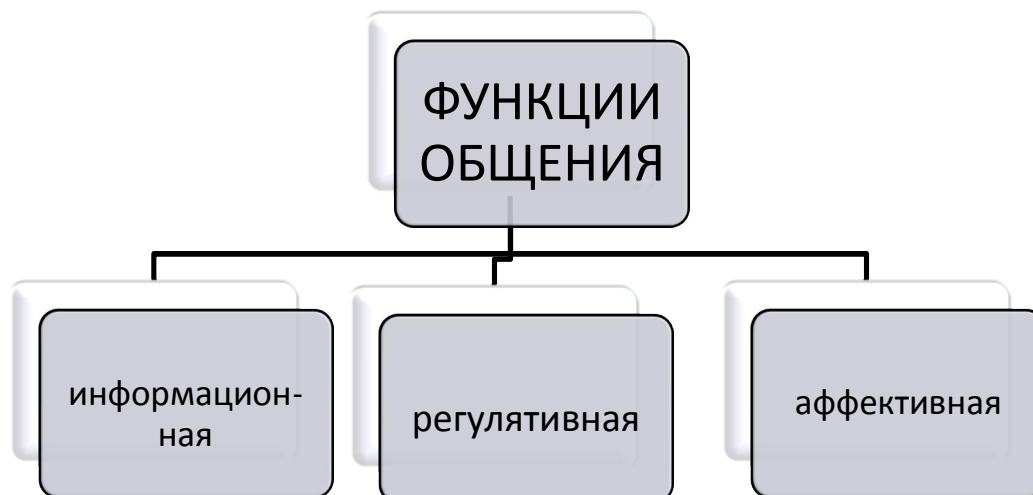 ФУНКЦИИ
ОБЩЕНИЯ
информацион-
ная
регулятивная
аффективная